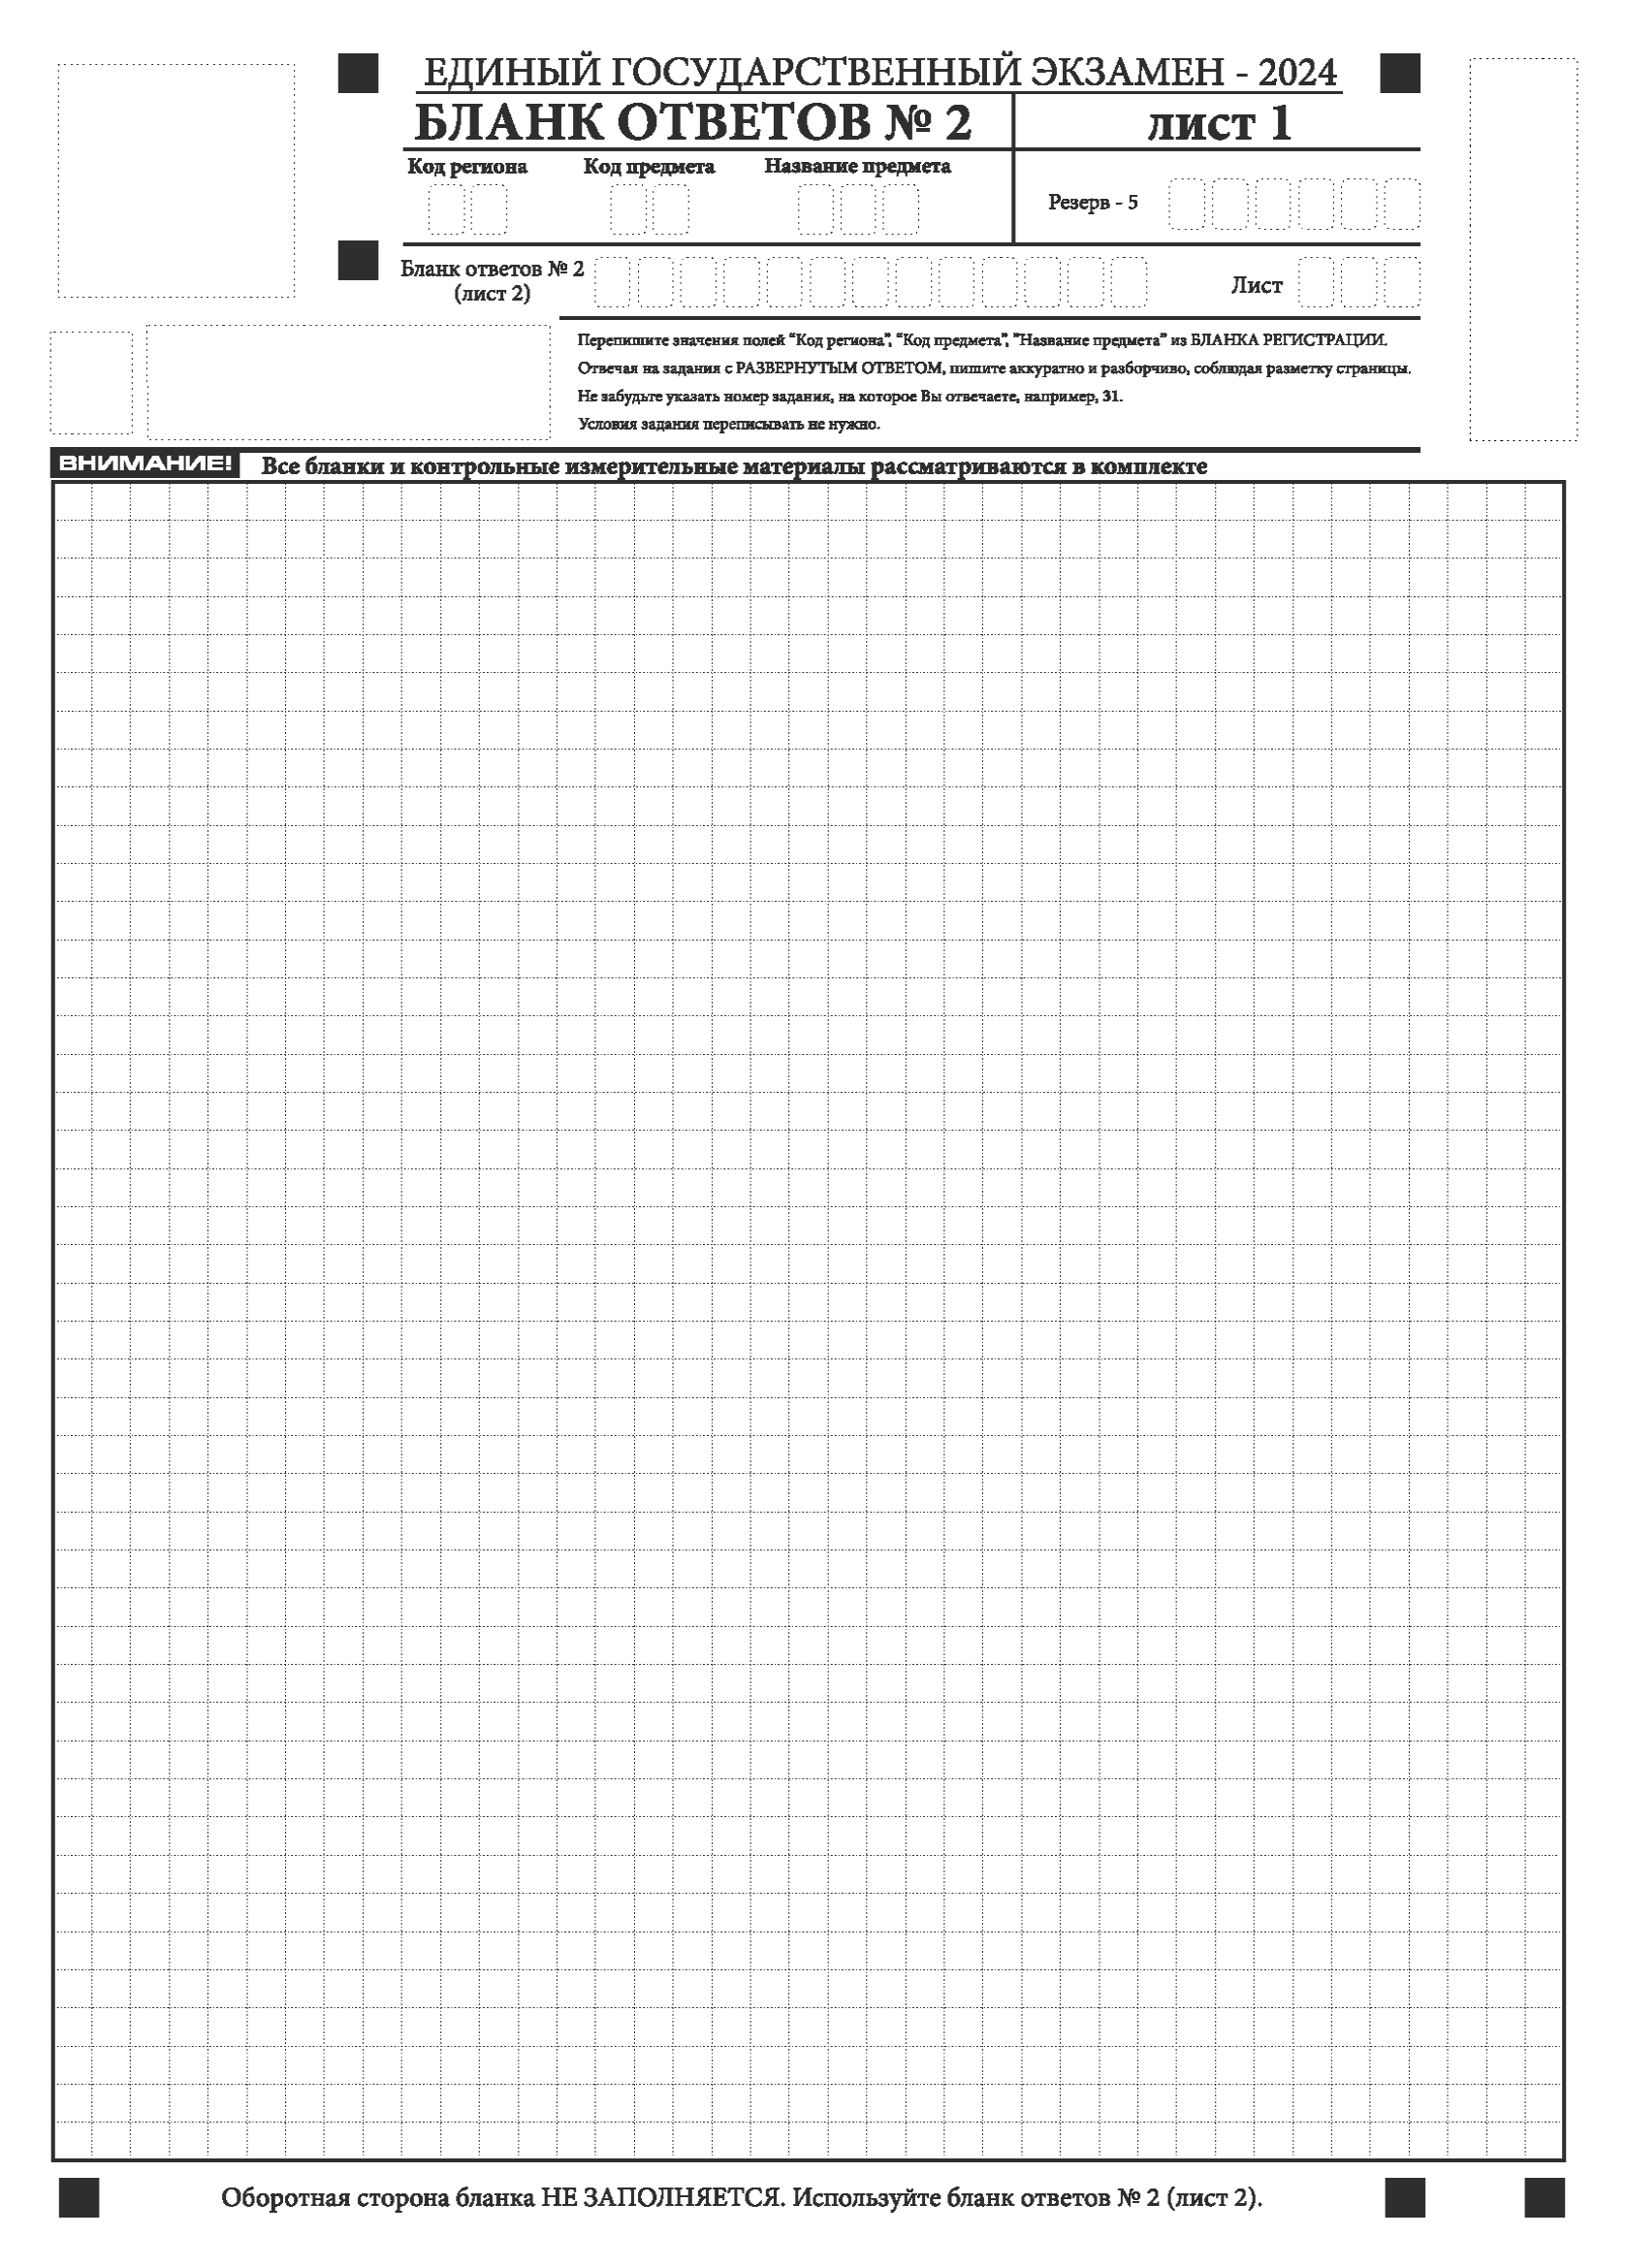 ЕДИНЫЙ ГОСУДАРСТВЕННЫЙ ЭКЗАМЕН - 2024
БЛАНК ОТВЕТОВ № 2
лист 1
Код региона
Код предмета
Название предмета
Резерв - 5
Бланк ответов № 2
(лист 2)
Лист
Перепишите значения полей “Код региона”, “Код предмета”, "Название предмета” из БЛАНКА РЕГИСТРАЦИИ.
Отвечая на задания с РАЗВЕРНУТЫМ ОТВЕТОМ, пишите аккуратно и разборчиво, соблюдая разметку страницы.
Не забудьте указать номер задания, на которое Вы отвечаете, например, 31.
Условия задания переписывать не нужно.
ВНИМАНИЕ!
Все бланки и контрольные измерительные материалы рассматриваются в комплекте
Оборотная сторона бланка НЕ ЗАПОЛНЯЕТСЯ. Используйте бланк ответов № 2 (лист 2).